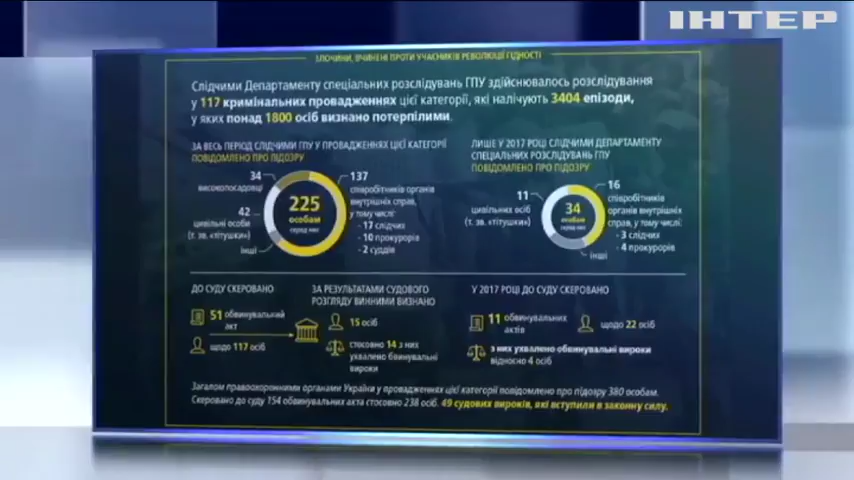 ІНТЕР
ЗЛОЧИНИ, ВЧИНЕНІ ПРОТИ УЧАСНИКІВ РЕВОЛЮЦІЇ ГІДНОСТІ
Слідчими Департаменту спеціальних розслідувань ГПУ здійснювалось розслідування
у 117 кримінальних провадженнях цієї категорії, які налічують 3404 епізоди,
у яких понад 1800 осіб визнано потерпілими.
ЗА ВЕСЬ ПЕРІОД СЛІДЧИМИ ГПУ У ПРОВАДЖЕННЯХ ЦІЄЇ КАТЕГОРІЇ
ПОВІДОМЛЕНО ПРО ПІДОЗРУ
34
високопосадовці
42
цивільні особи
(т. зв. «тітушки»)
інші
225
особам
серед них
137
співробітників органів
внутрішніх справ,
у тому числі:
- 17 слідчих
- 10 прокурорів
- 2 суддів
ЛИШЕ У 2017 РОЦІ СЛІДЧИМИ ДЕПАРТАМЕНТУ
СПЕЦІАЛЬНИХ РОЗСЛІДУВАНЬ ГПУ
ПОВІДОМЛЕНО ПРО ПІДОЗРУ
11
цивільних осіб
(т. зв. «тітушки»)
34
особам
серед них
16
співробітників
органів внутрішніх
справ, у тому числі:
- 3 слідчих
- 4 прокурорів
інші
ДО СУДУ СКЕРОВАНО
51 обвинувальний
акт
щодо 117 осіб
ЗА РЕЗУЛЬТАТАМИ СУДОВОГО
РОЗГЛЯДУ ВИННИМИ ВИЗНАНО
15 осіб
стосовно 14 з них
ухвалено обвинувальні
вироки
У 2017 РОЦІ ДО СУДУ СКЕРОВАНО
11 обвинувальних
актів
щодо 22 осіб
з них ухвалено обвинувальні вироки
відносно 4 осіб
Загалом правоохоронними органами України у провадженнях цієї категорії повідомлено про підозру 380 особам.
Скеровано до суду 154 обвинувальних акта стосовно 238 осіб. 49 судових вироків, які вступили в законну силу.